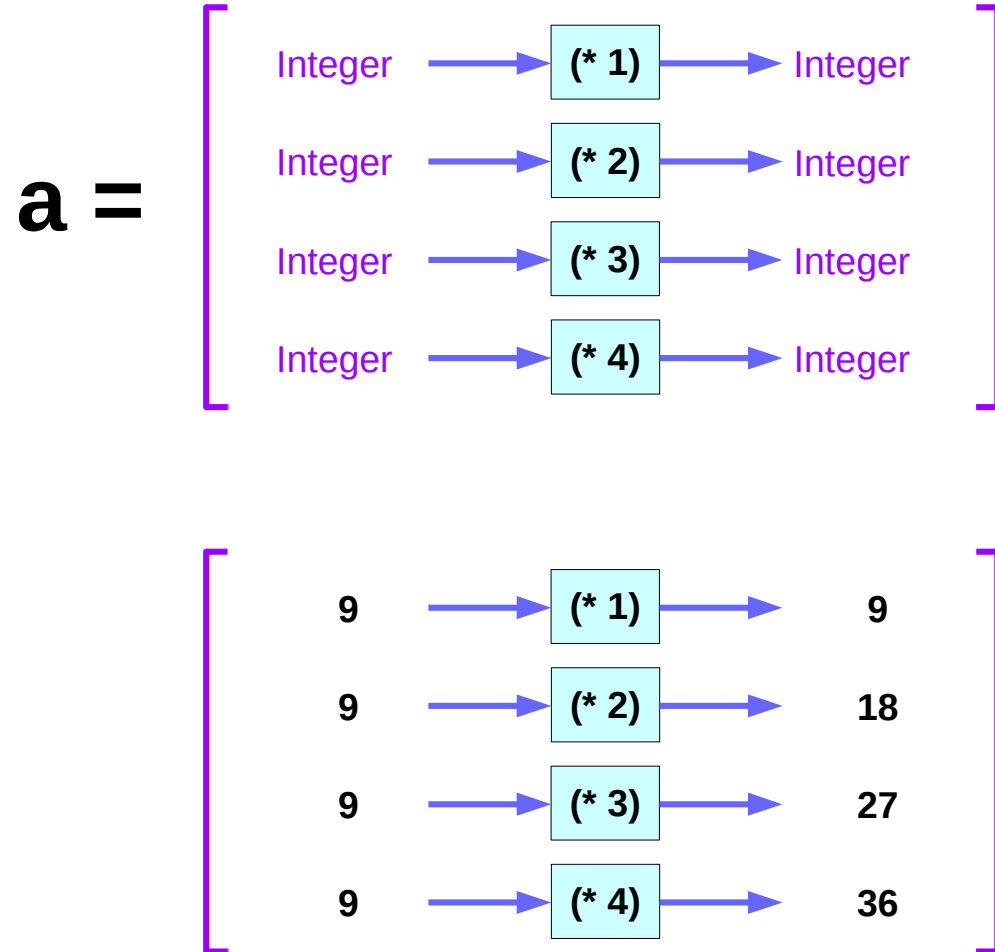 Integer (* 1) Integer
Integer (* 2) Integer
a =
Integer (* 3) Integer
Integer (* 4) Integer
9 (* 1) 9
9 (* 2) 18
9 (* 3) 27
9 (* 4) 36